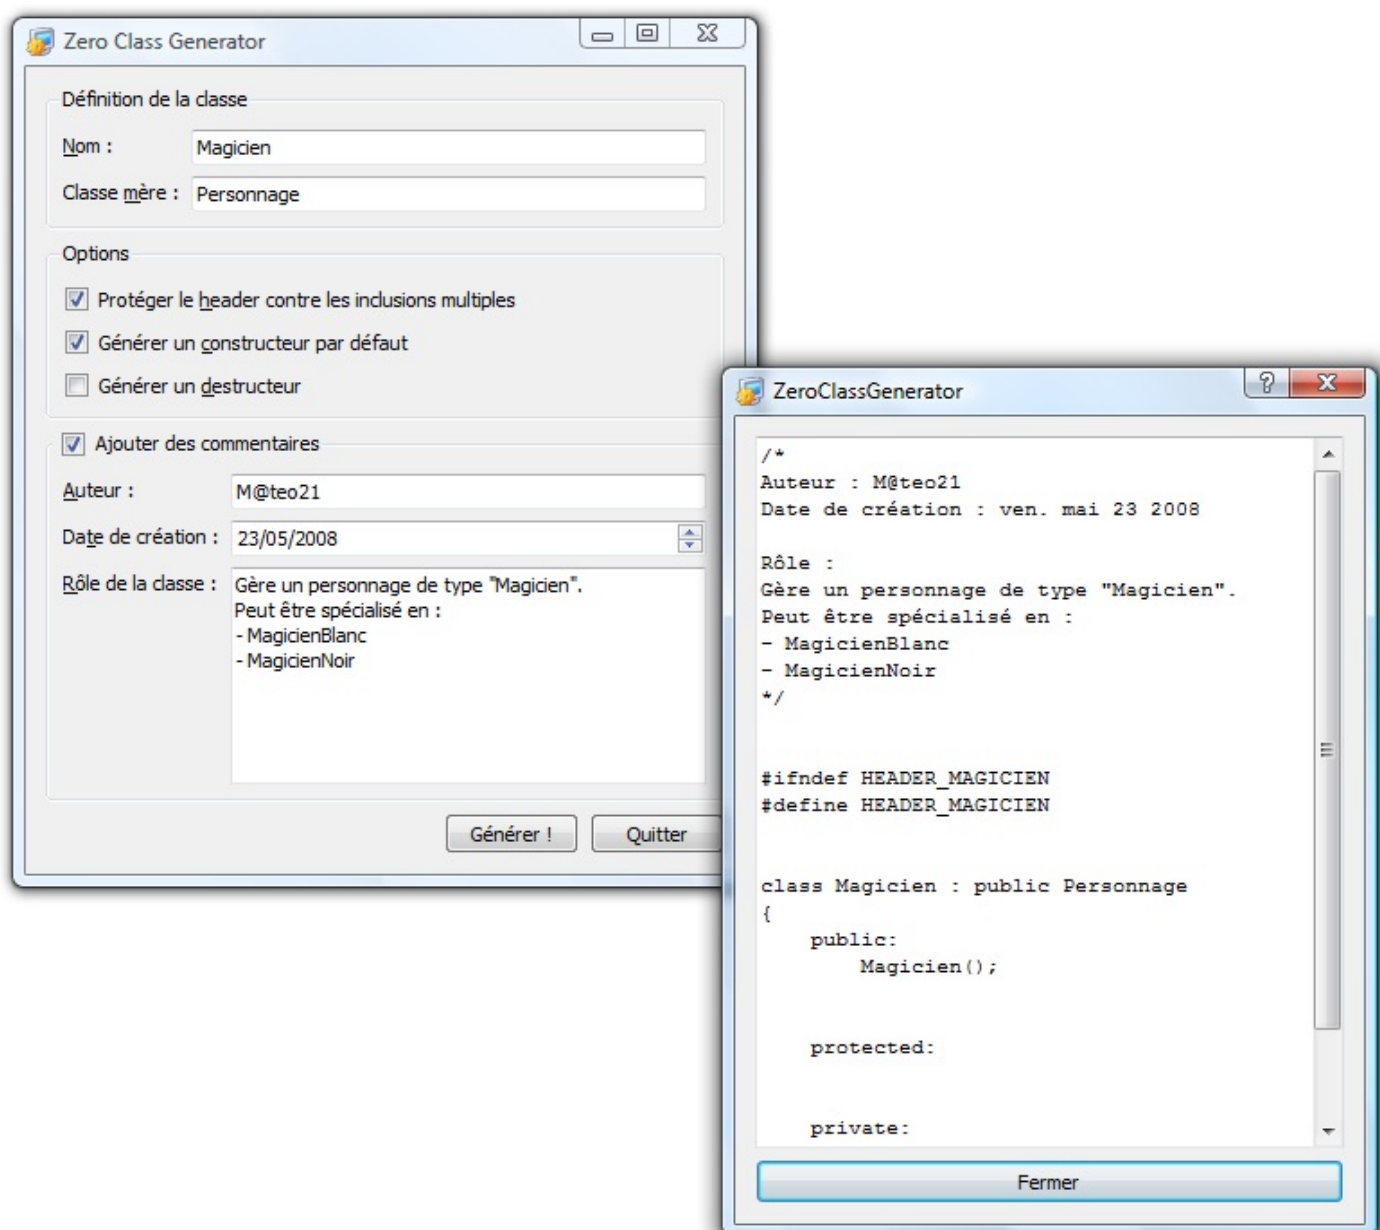 Zero Class Generator
Définition de la classe
Nom : Magicien
Classe mère : Personnage
Options
Protéger le header contre les inclusions multiples
Générer un constructeur par défaut
Générer un destructeur
Ajouter des commentaires
Auteur : M@teo21
Date de création : 23/05/2008
Rôle de la classe : Gère un personnage de type "Magicien".
Peut être spécialisé en :
- MagicienBlanc
- MagicienNoir
Générer ! Quitter
ZeroClassGenerator
/*
Auteur : M@teo21
Date de création : ven. mai 23 2008
Rôle :
Gère un personnage de type "Magicien".
Peut être spécialisé en :
- MagicienBlanc
- MagicienNoir
*/
#ifndef HEADER_MAGICIEN
#define HEADER_MAGICIEN
class Magicien : public Personnage
{
public:
Magicien();
protected:
private:
Fermer